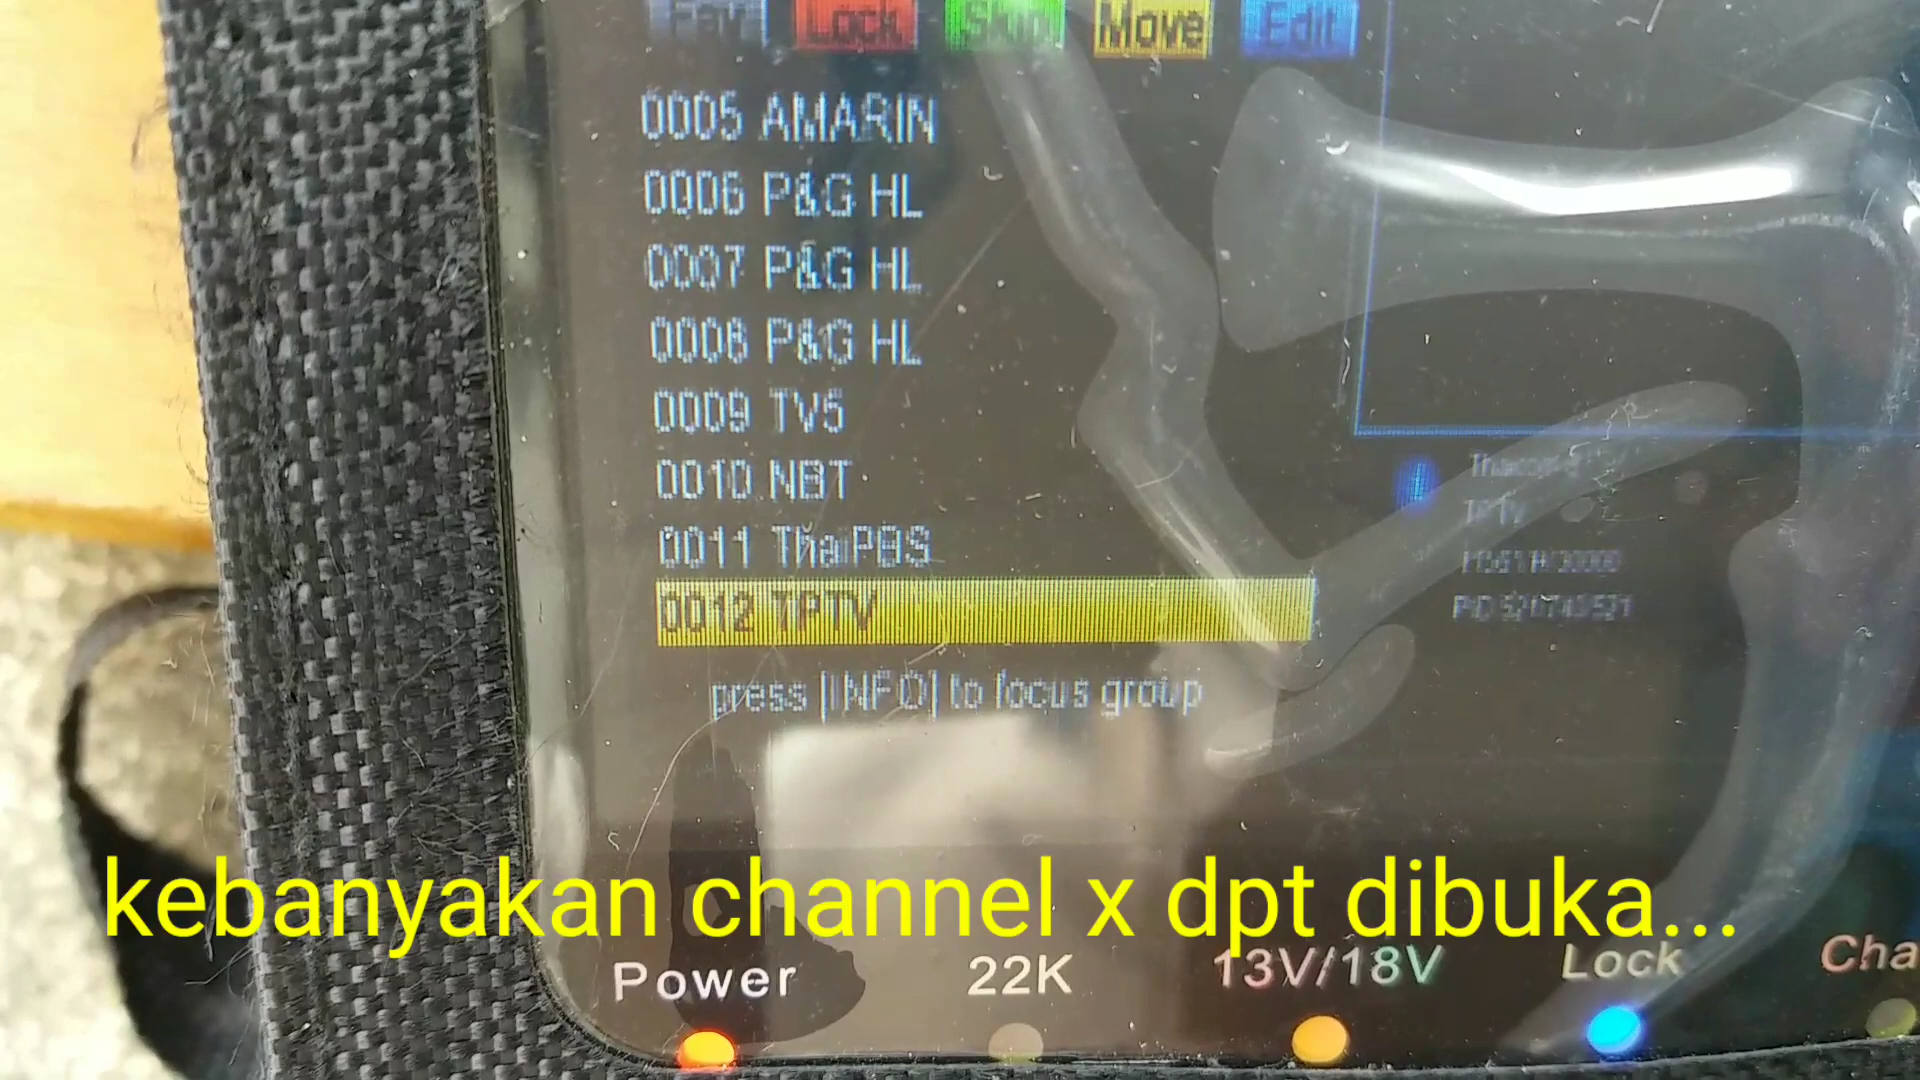 Fav Lock Skip Move Edit
0005 AMARIN
0006 P&G HL
0007 P&G HL
0008 P&G HL
0009 TV5
0010 NBT
0011 ThaiPBS
0012 TPTV
TPTV
press [INFO] to focus group
kebanyakan channel x dpt dibuka...
Power 22K 13V/18V Lock Cha